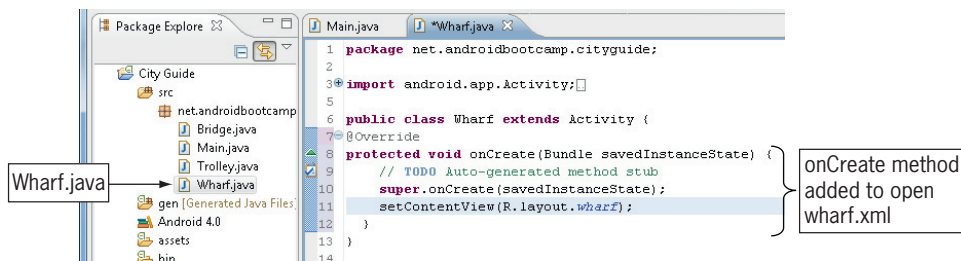 Package Explore
Main.java
*Wharf.java
City Guide
src
net.androidbootcamp
Bridge.java
Main.java
Trolley.java
Wharf.java
gen [Generated Java Files]
Android 4.0
assets
bin
Wharf.java
1 package net.androidbootcamp.cityguide;
2
3 import android.app.Activity;
5
6 public class Wharf extends Activity {
7 @Override
8 protected void onCreate(Bundle savedInstanceState) {
9 // TODO Auto-generated method stub
10 super.onCreate(savedInstanceState);
11 setContentView(R.layout.wharf);
12 }
13 }
14
onCreate method
added to open
wharf.xml